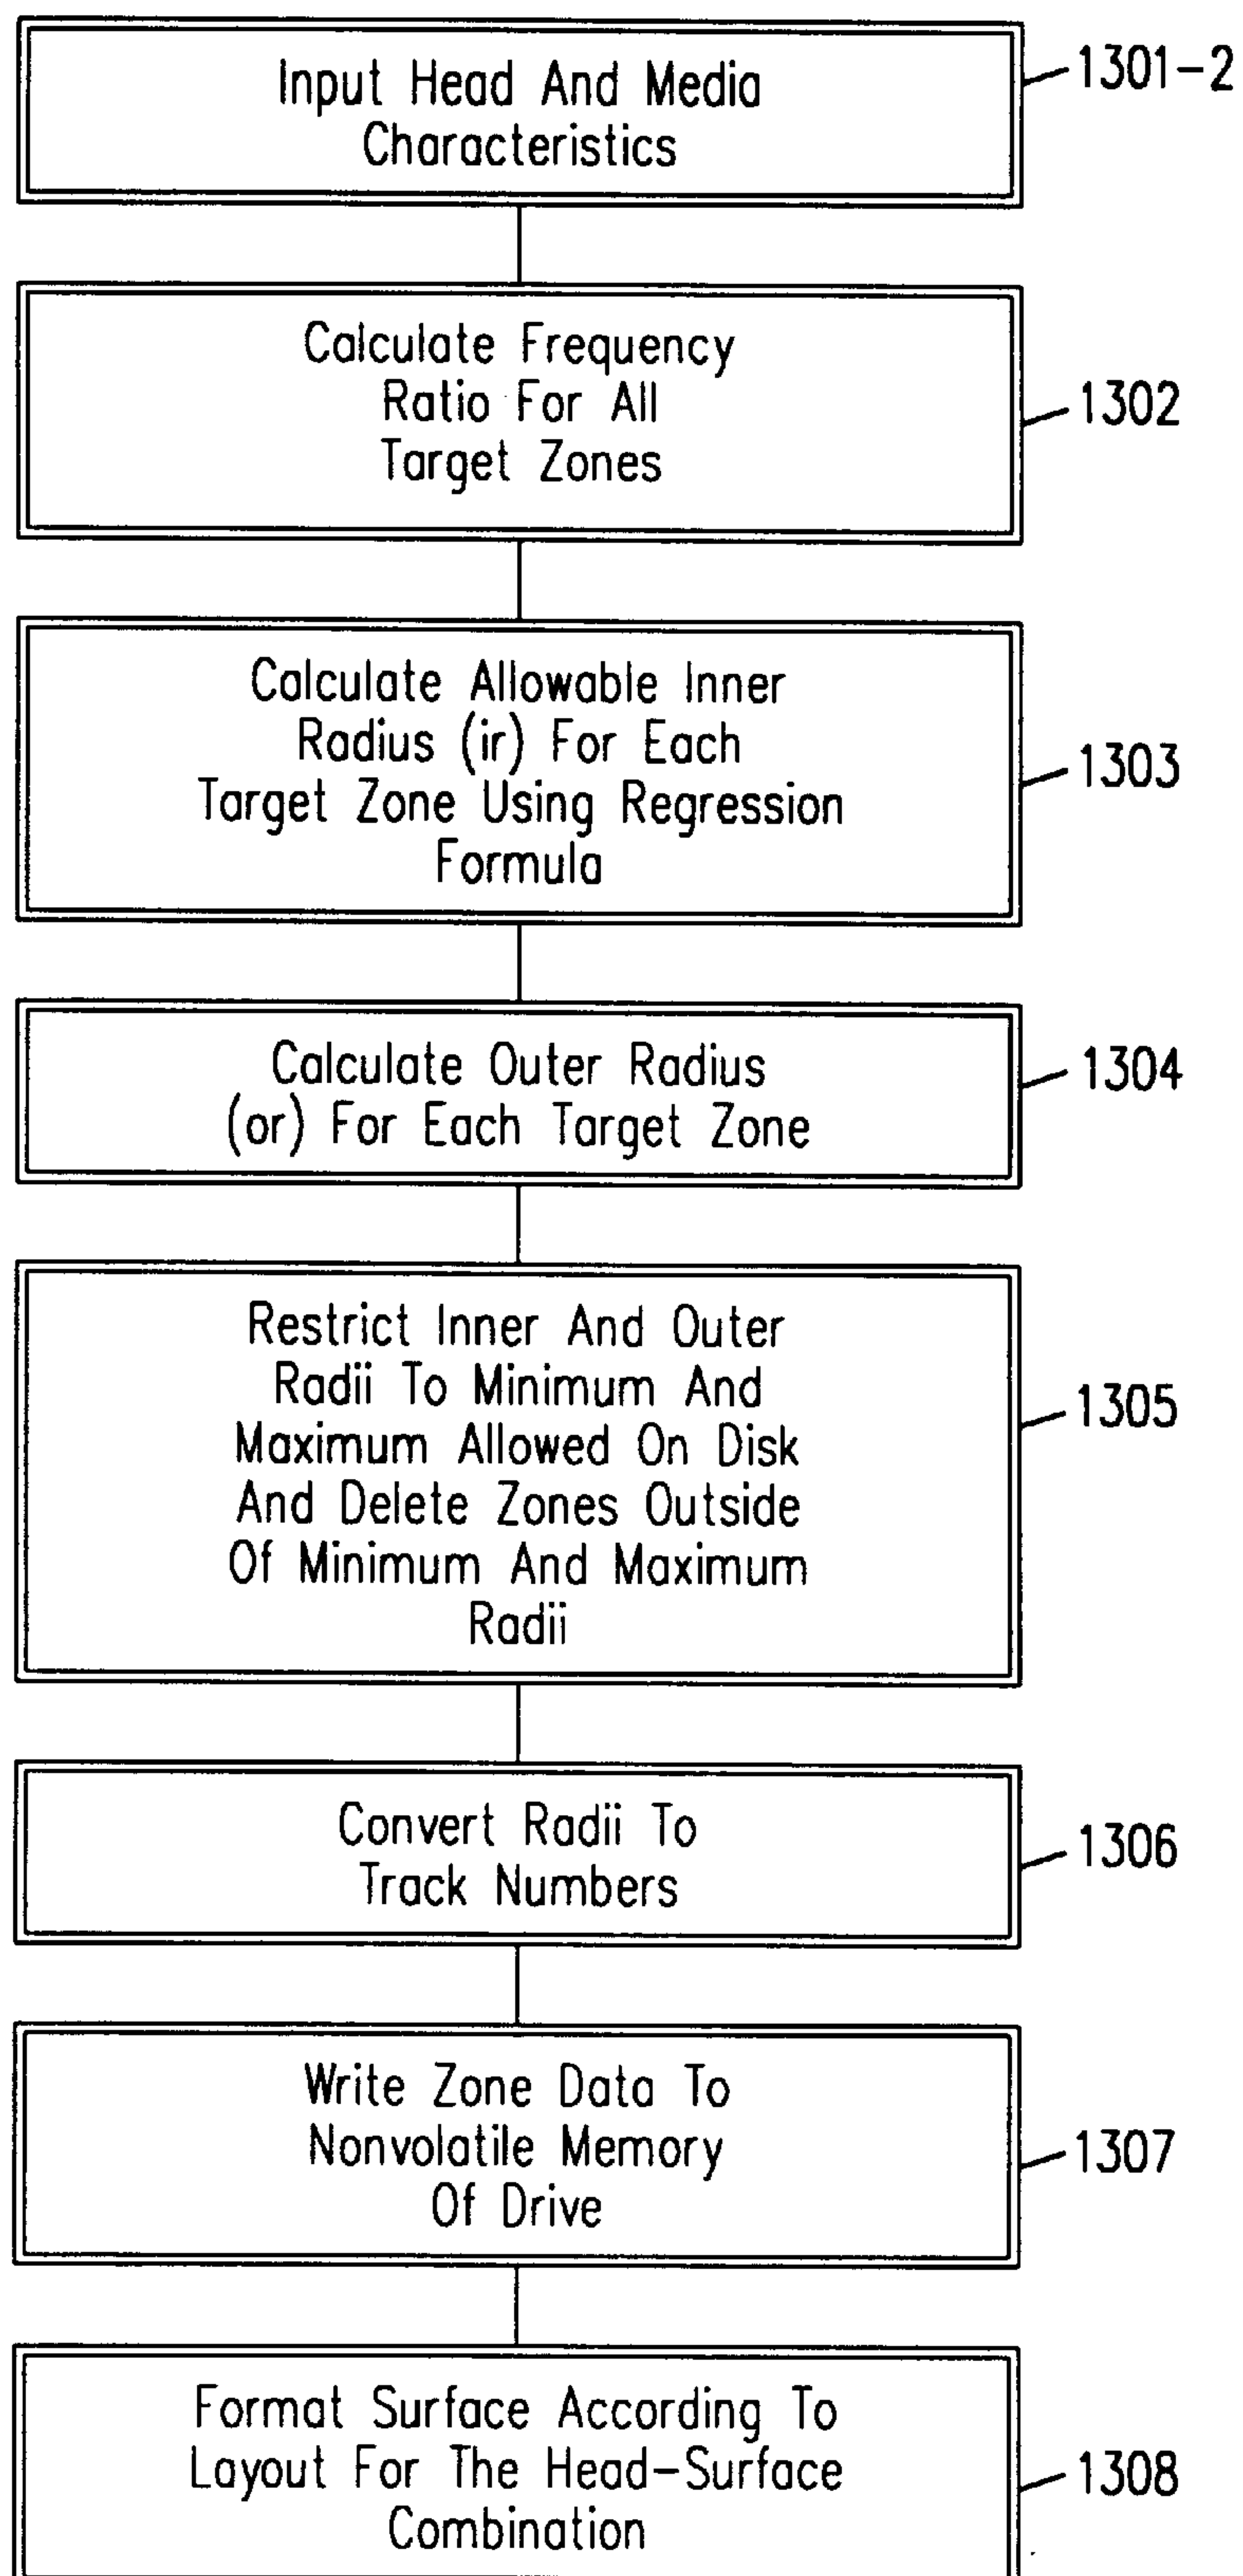 Input Head And Media
Characteristics
1301-2
Calculate Frequency
Ratio For All
Target Zones
1302
Calculate Allowable Inner
Radius (ir) For Each
Target Zone Using Regression
Formula
1303
Calculate Outer Radius
(or) For Each Target Zone
1304
Restrict Inner And Outer
Radii To Minimum And
Maximum Allowed On Disk
And Delete Zones Outside
Of Minimum And Maximum
Radii
1305
Convert Radii To
Track Numbers
1306
Write Zone Data To
Nonvolatile Memory
Of Drive
1307
Format Surface According To
Layout For The Head-Surface
Combination
1308